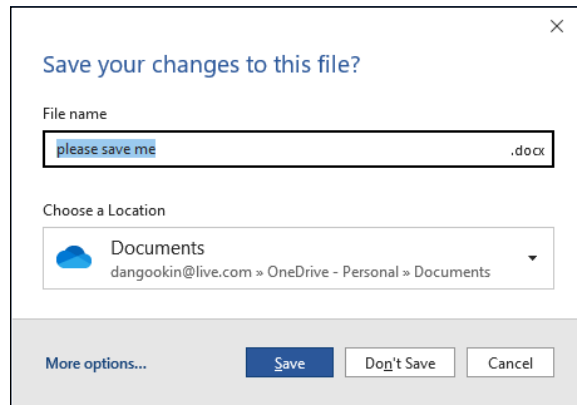 Save your changes to this file?
File name
please save me .docx
Choose a Location
Documents
dangookin@live.com » OneDrive - Personal » Documents
More options... Save Don't Save Cancel